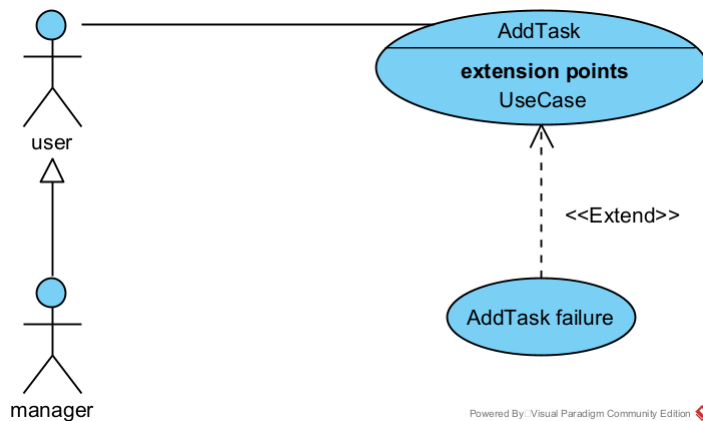 AddTask
extension points
UseCase
user
<<Extend>>
AddTask failure
manager
Powered By Visual Paradigm Community Edition